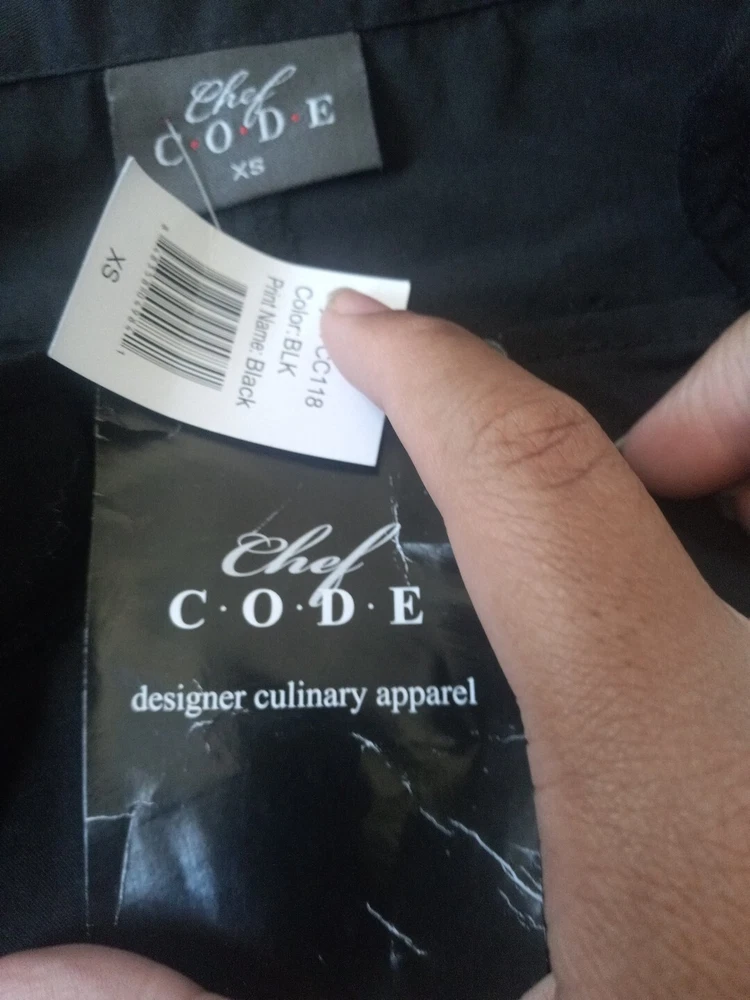 Chef
C·O·D·E
XS
XS
CC118
Color:BLK
Print Name: Black
Chef
C·O·D·E
designer culinary apparel